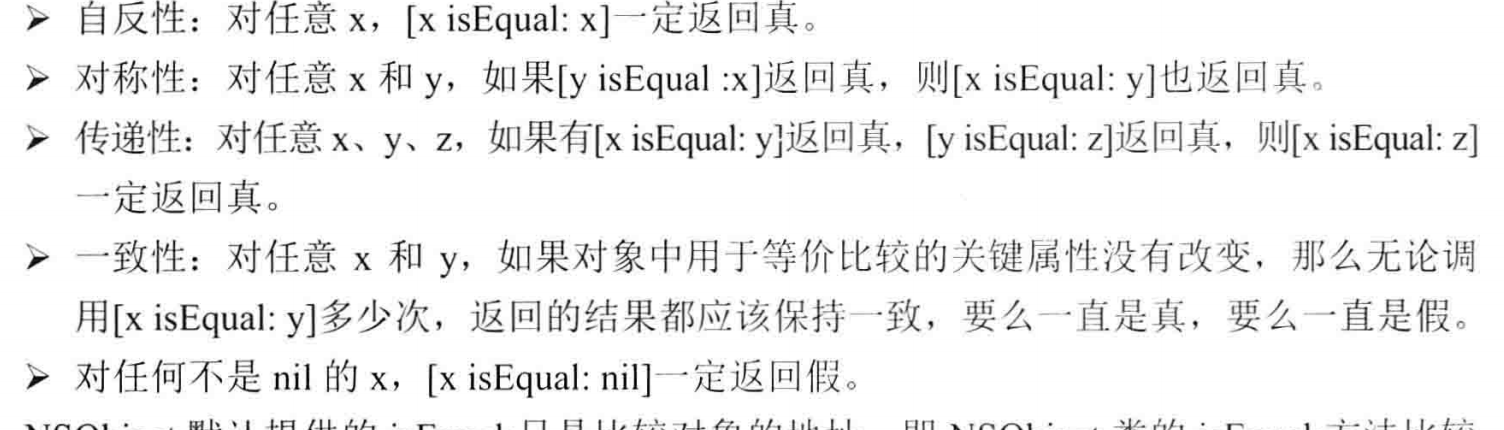 ➢ 自反性：对任意 x，[x isEqual: x]一定返回真。
➢ 对称性：对任意 x 和 y，如果[y isEqual :x]返回真，则[x isEqual: y]也返回真。
➢ 传递性：对任意 x、y、z，如果有[x isEqual: y]返回真，[y isEqual: z]返回真，则[x isEqual: z]
一定返回真。
➢ 一致性：对任意 x 和 y，如果对象中用于等价比较的关键属性没有改变，那么无论调
用[x isEqual: y]多少次，返回的结果都应该保持一致，要么一直是真，要么一直是假。
➢ 对任何不是 nil 的 x，[x isEqual: nil]一定返回假。